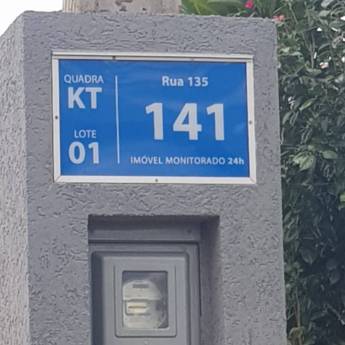 QUADRA
KT
LOTE
01
Rua 135
141
IMÓVEL MONITORADO 24h